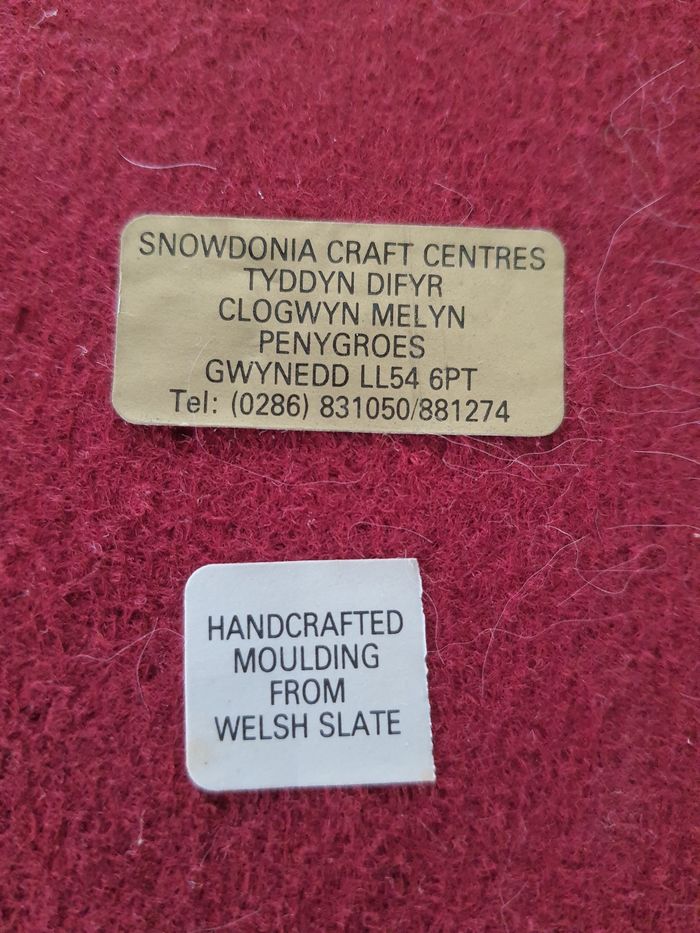 SNOWDONIA CRAFT CENTRES
TYDDYN DIFYR
CLOGWYN MELYN
PENYGROES
GWYNEDD LL54 6PT
Tel: (0286) 831050/881274
HANDCRAFTED
MOULDING
FROM
WELSH SLATE